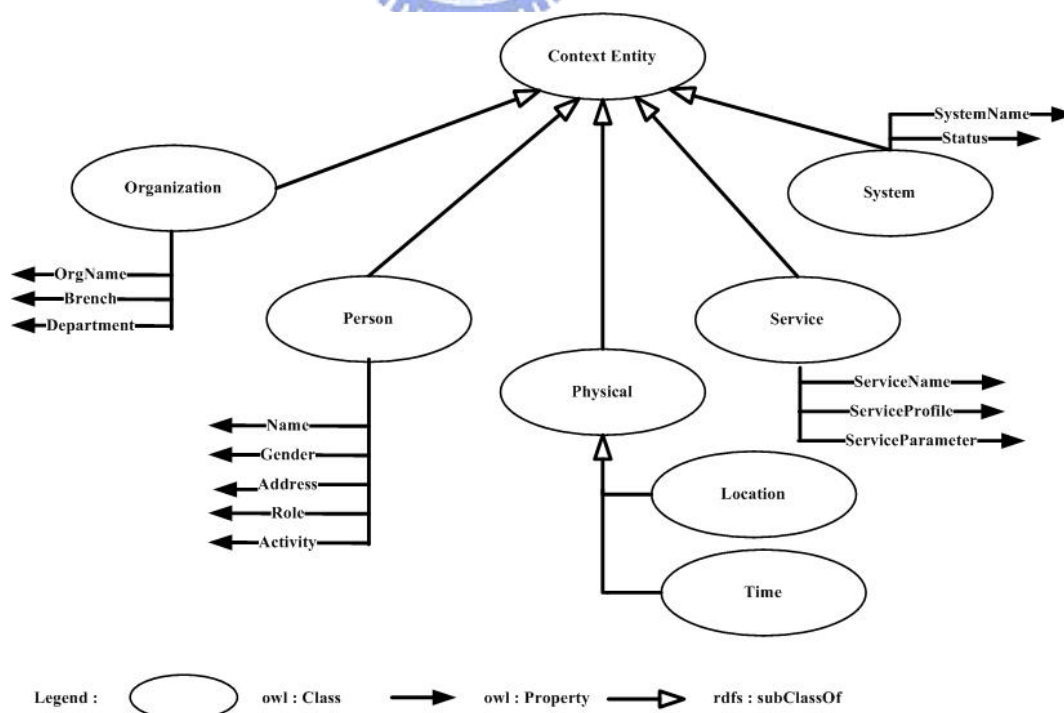 Context Entity
SystemName
Status
Organization
System
OrgName
Brench
Department
Person
Service
Physical
ServiceName
ServiceProfile
ServiceParameter
Name
Gender
Address
Role
Activity
Location
Time
Legend : owl : Class owl : Property rdfs : subClassOf